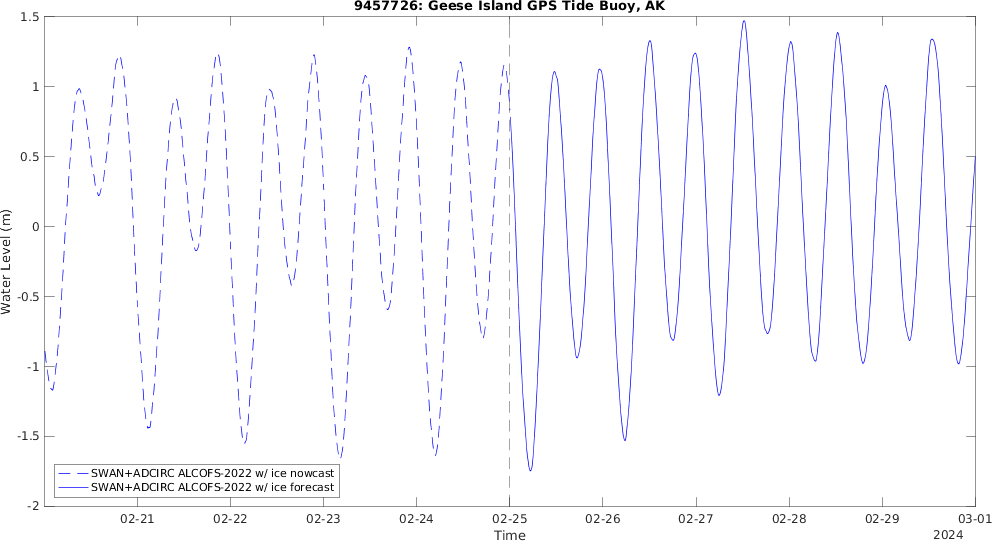 9457726: Geese Island GPS Tide Buoy, AK
Water Level (m)
1.5
1
0.5
0
-0.5
-1
-1.5
-2
SWAN+ADCIRC ALCOFS-2022 w/ ice nowcast
SWAN+ADCIRC ALCOFS-2022 w/ ice forecast
02-21 02-22 02-23 02-24 02-25 02-26 02-27 02-28 02-29 03-01
Time
2024